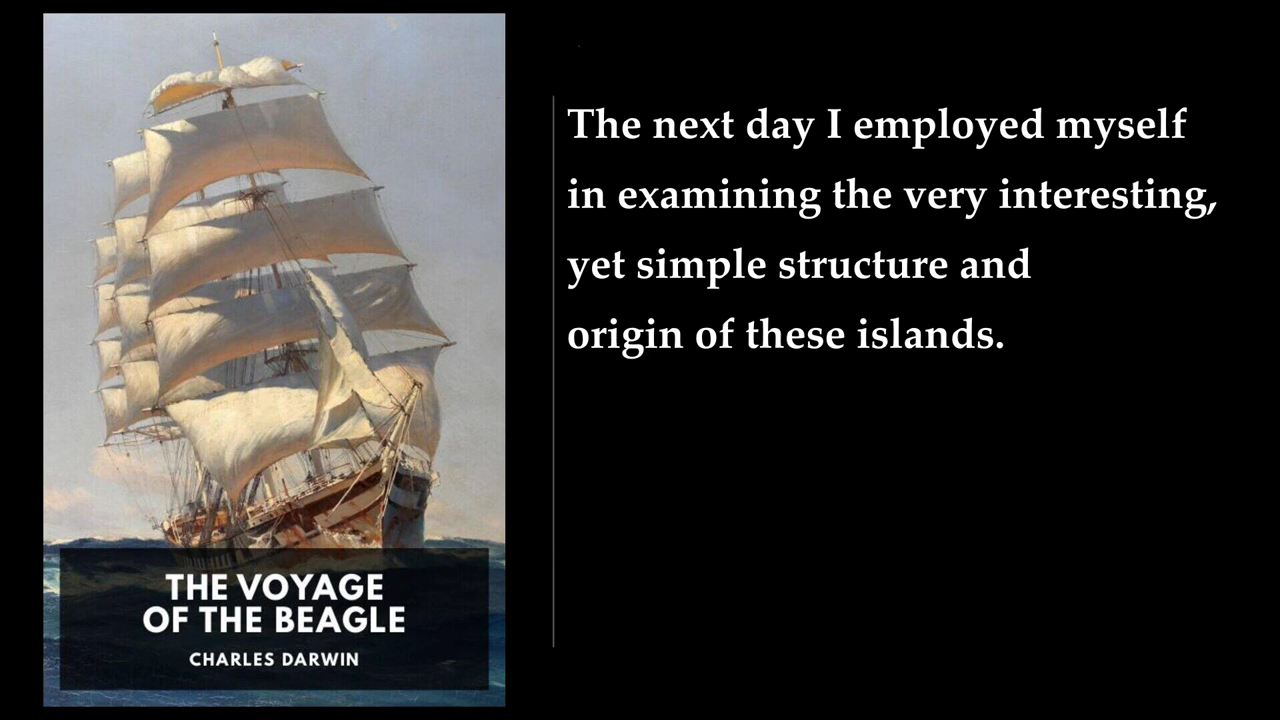 THE VOYAGE
OF THE BEAGLE
CHARLES DARWIN
The next day I employed myself
in examining the very interesting,
yet simple structure and
origin of these islands.